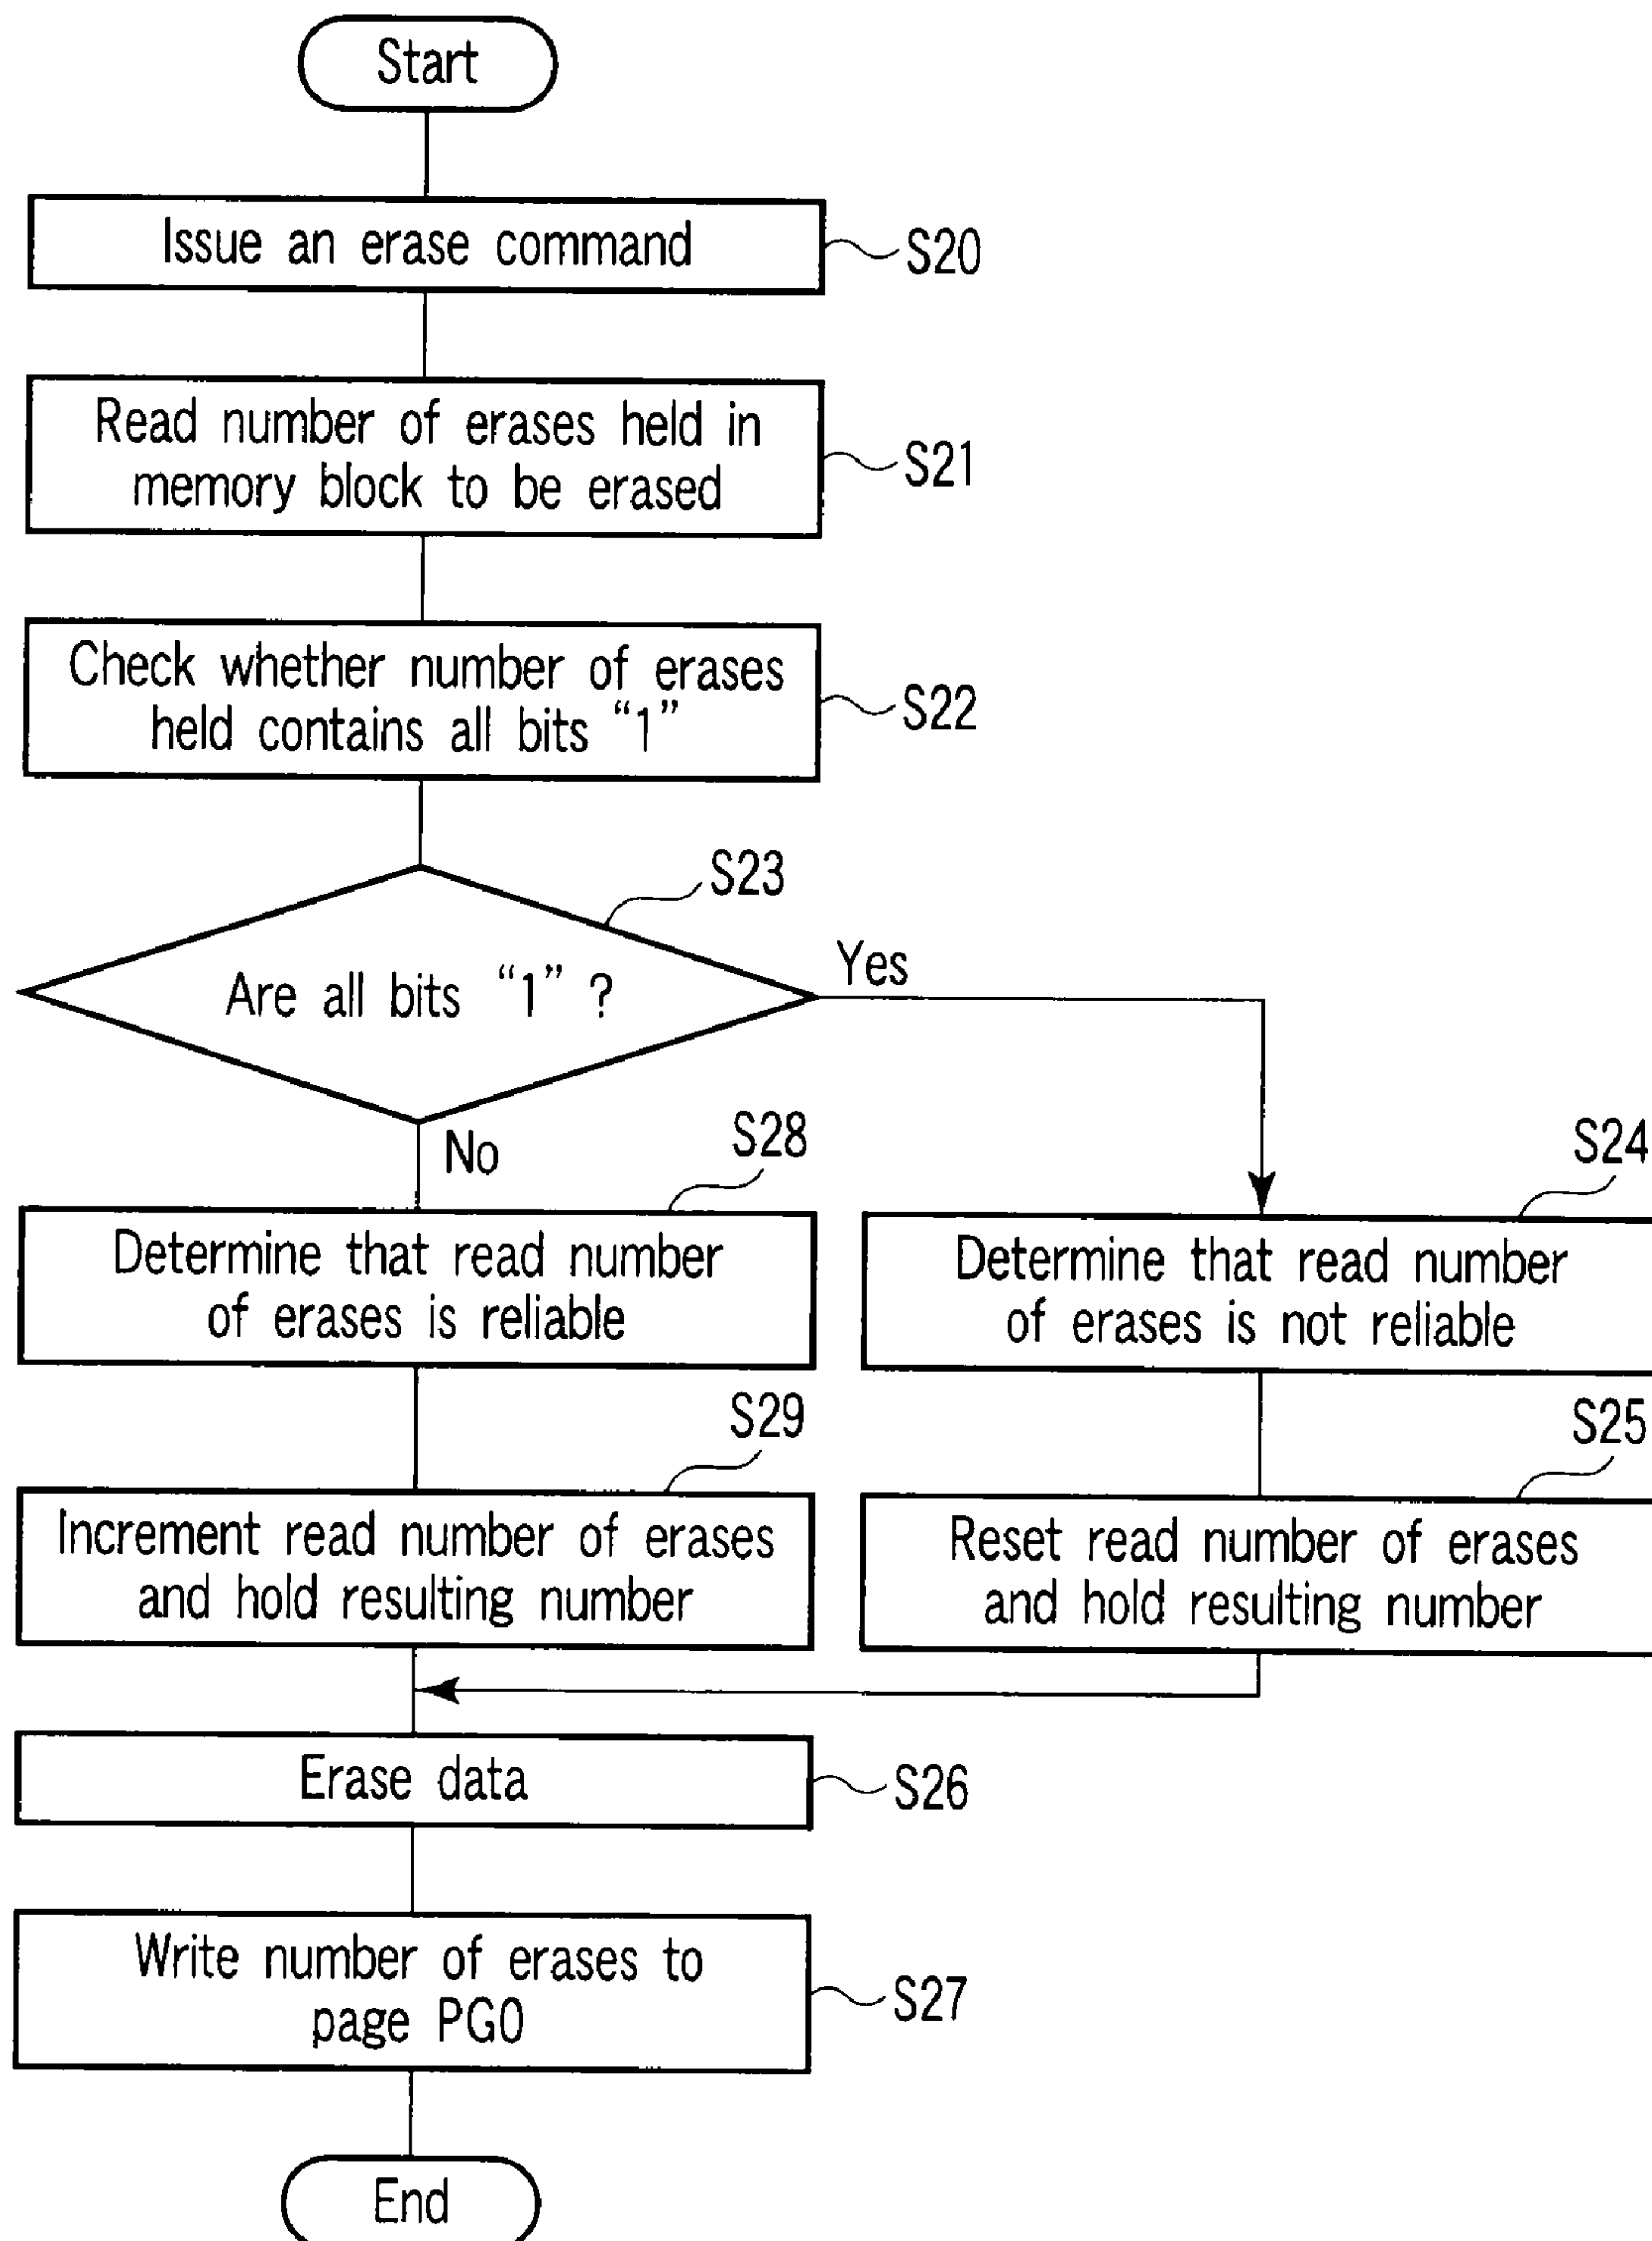 Start
Issue an erase command
S20
Read number of erases held in
memory block to be erased
S21
Check whether number of erases
held contains all bits “1”
S22
S23
Are all bits “1” ?
Yes
No
S28
Determine that read number
of erases is reliable
S24
Determine that read number
of erases is not reliable
S29
Increment read number of erases
and hold resulting number
S25
Reset read number of erases
and hold resulting number
Erase data
S26
Write number of erases to
page PG0
S27
End